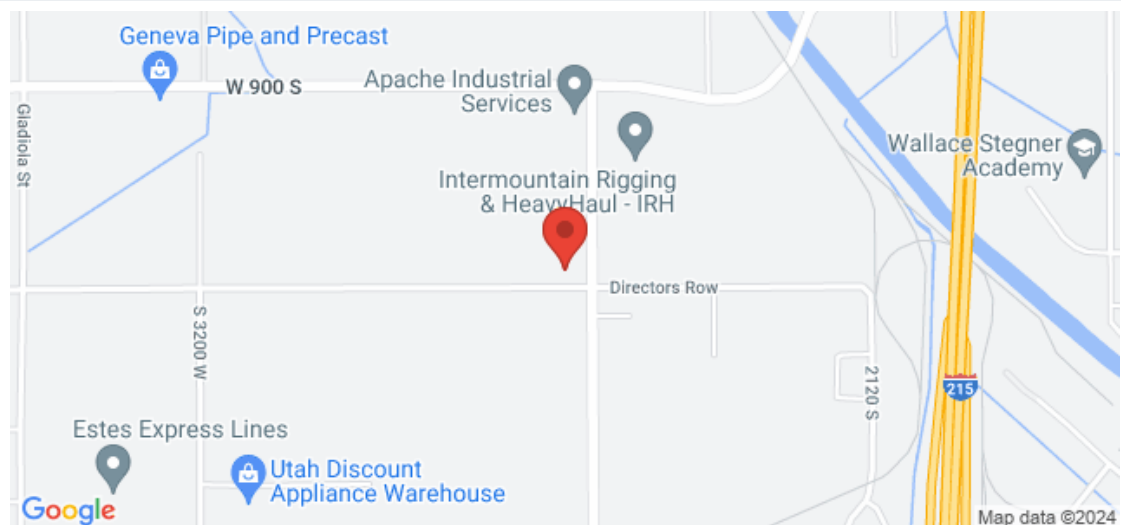 Geneva Pipe and Precast
W 900 S
Apache Industrial
Services
Gladiola St
Wallace Stegner
Academy
Intermountain Rigging
& HeavyHaul - IRH
Directors Row
S 3200 W
2120 S
215
Estes Express Lines
Utah Discount
Appliance Warehouse
Google
Map data ©2024